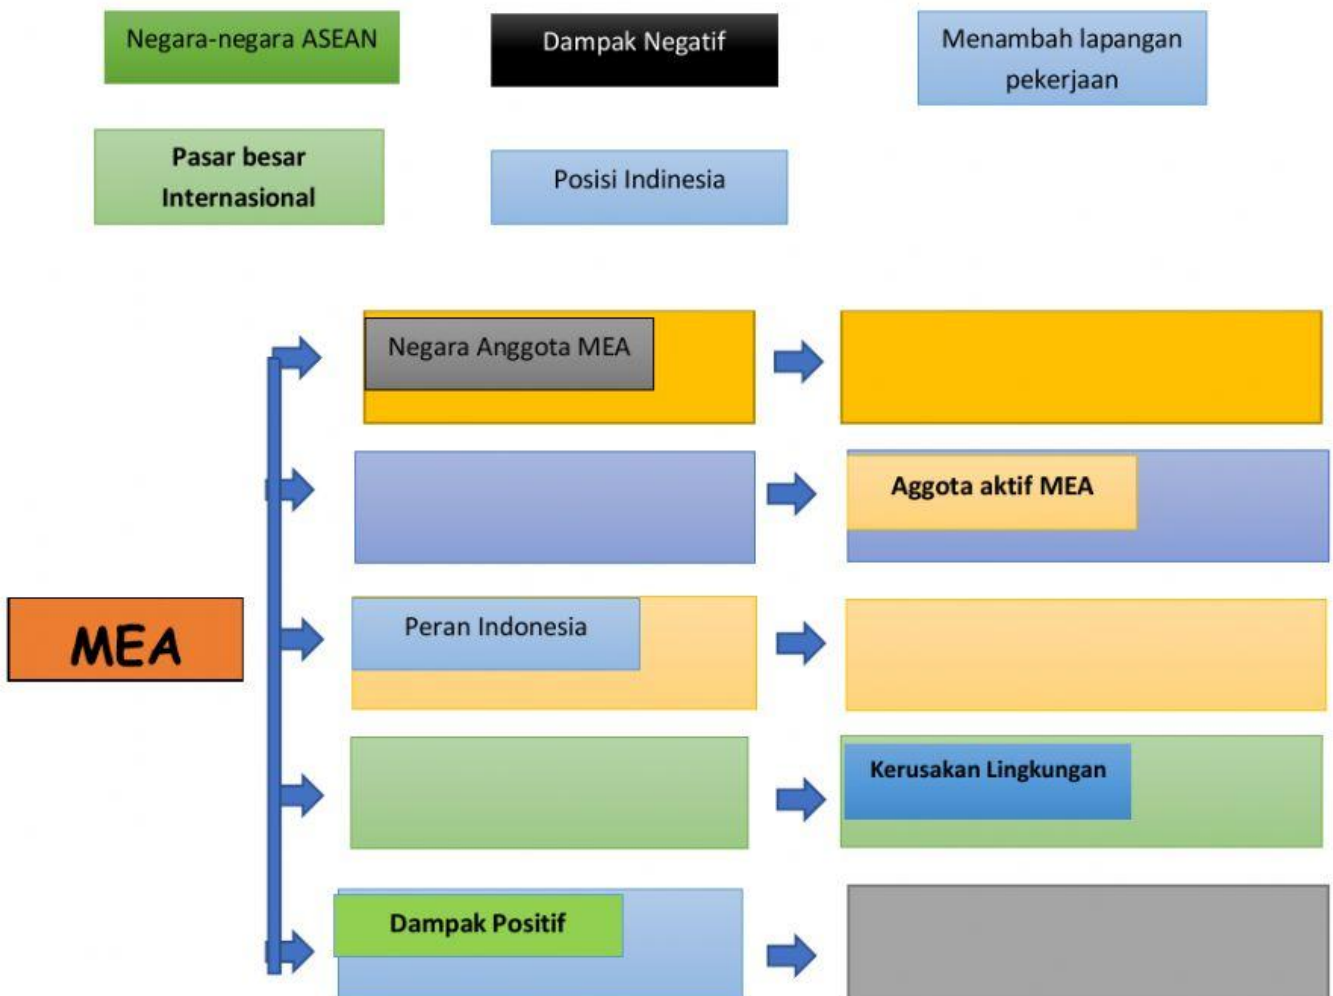 Negara-negara ASEAN
Dampak Negatif
Menambah lapangan
pekerjaan
Pasar besar
Internasional
Posisi Indinesia
Negara Anggota MEA
Aggota aktif MEA
MEA
Peran Indonesia
Kerusakan Lingkungan
Dampak Positif